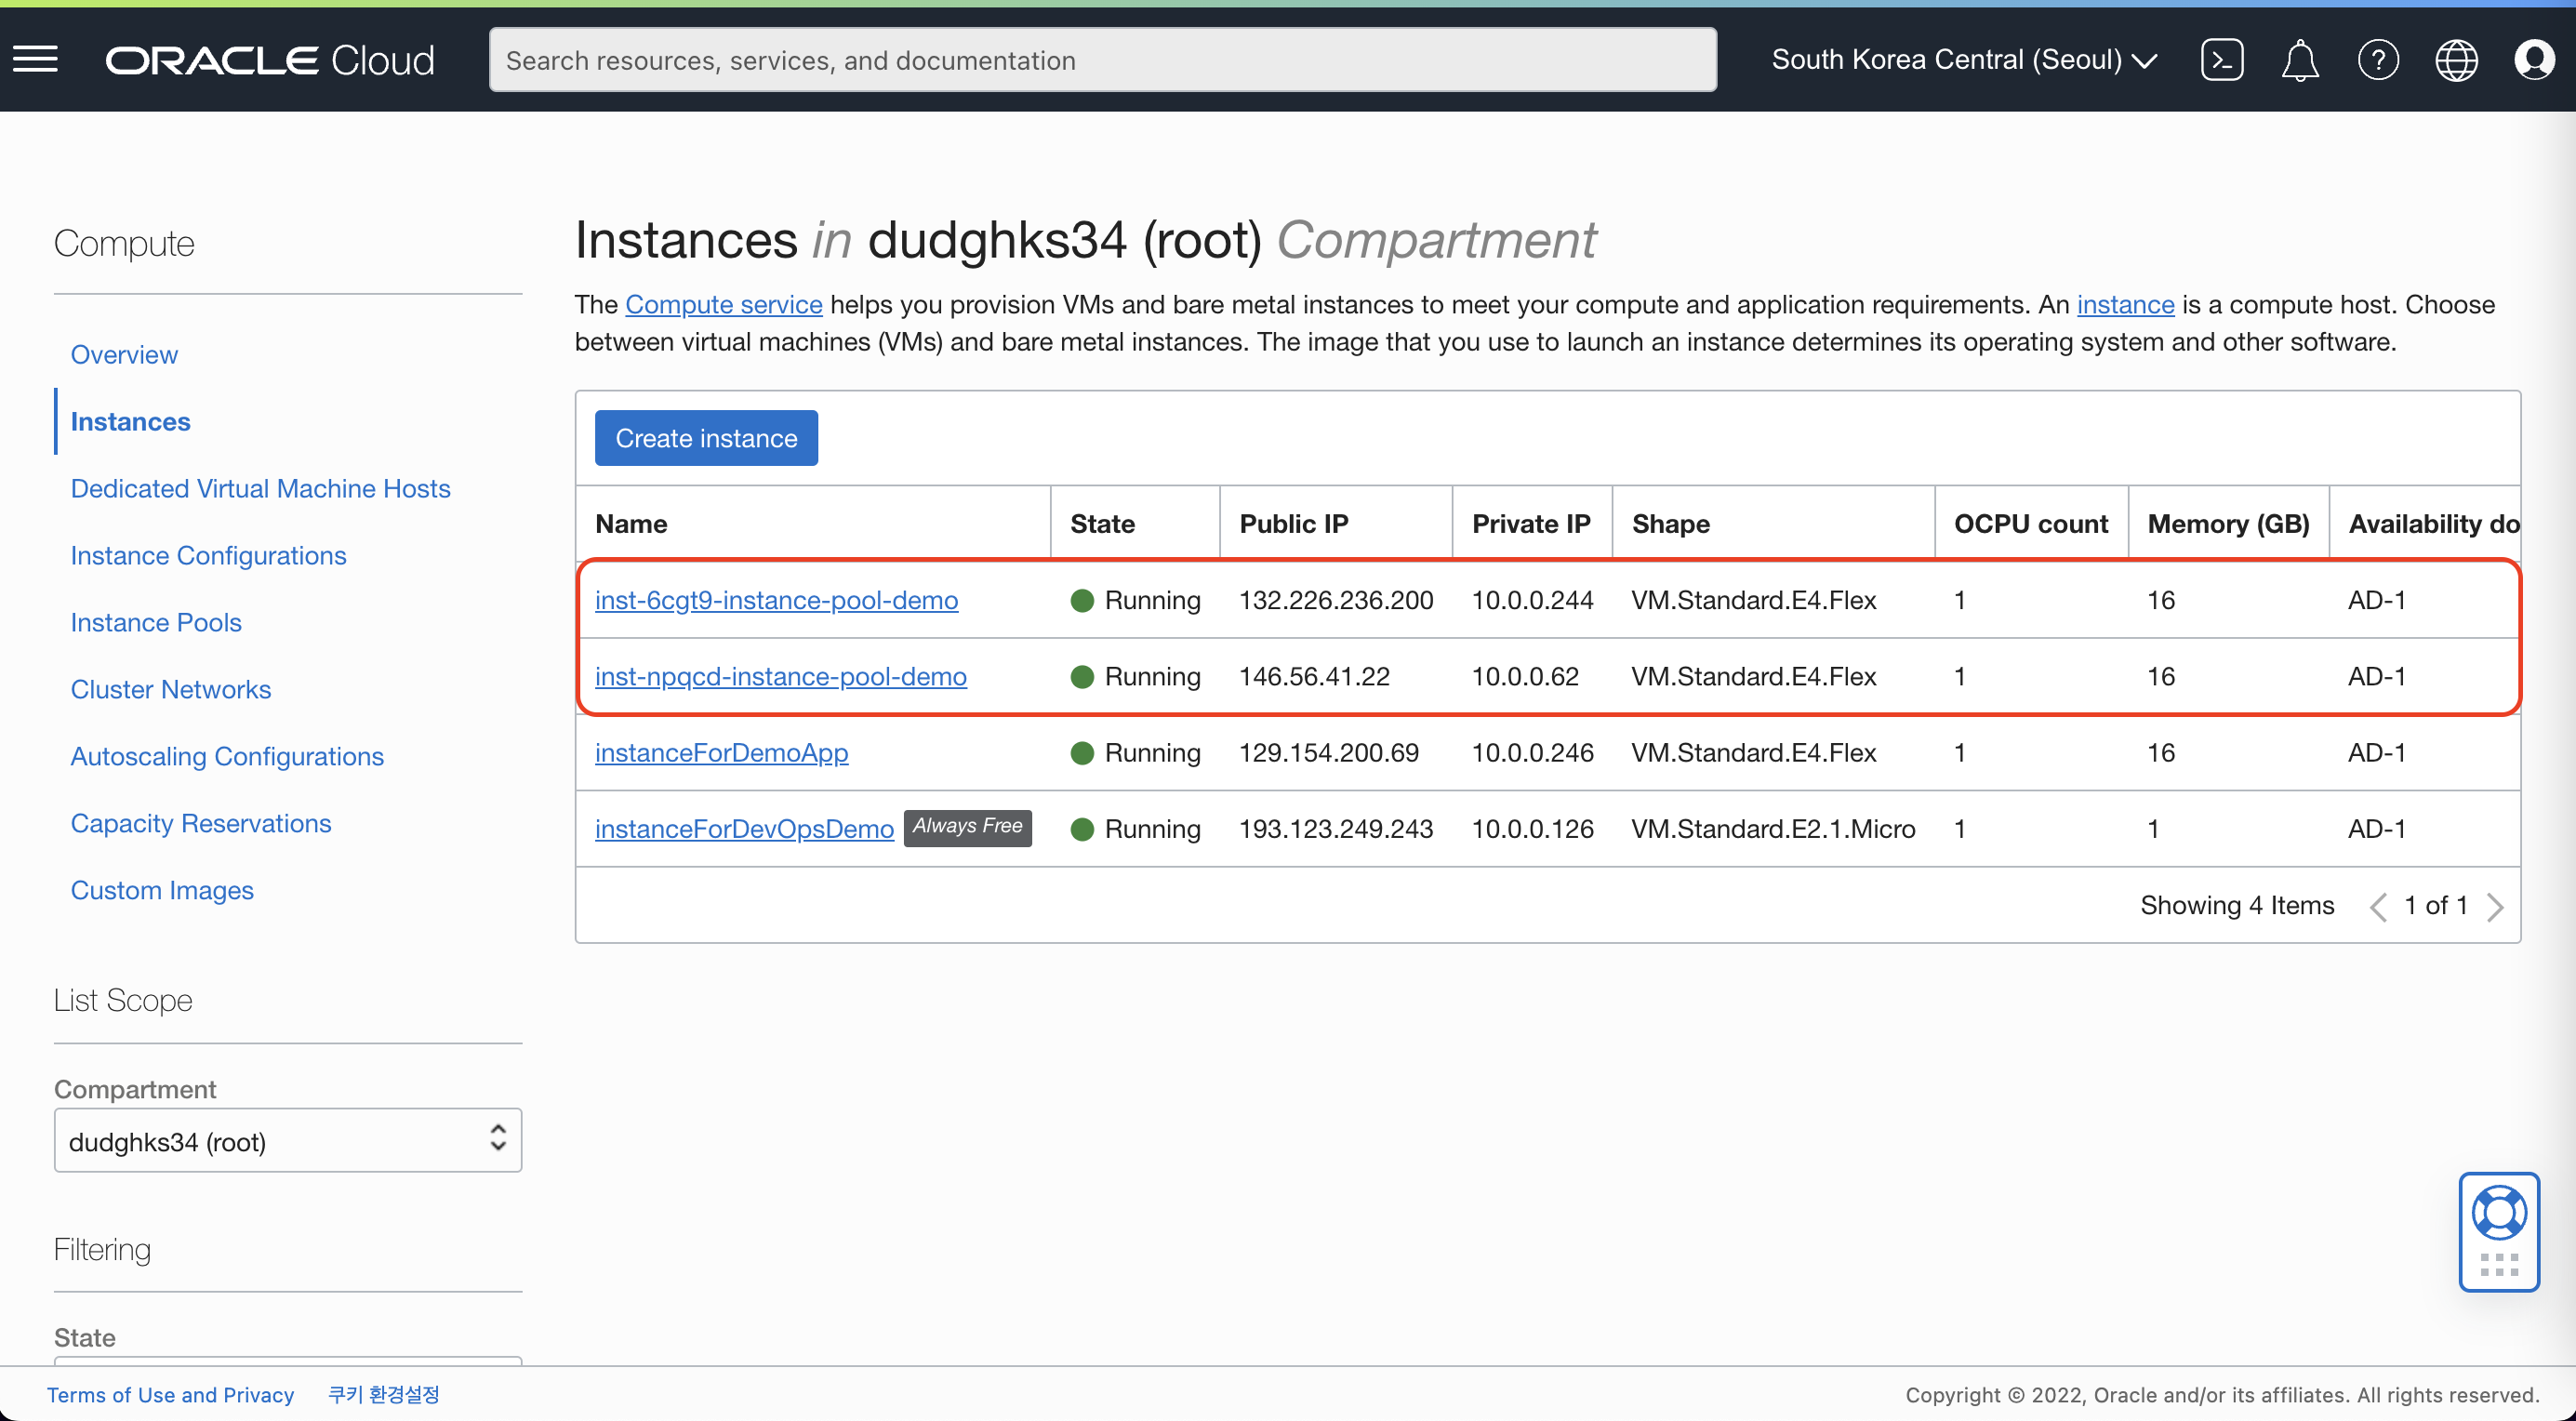 ORACLE Cloud
Search resources, services, and documentation
South Korea Central (Seoul)
Compute
Overview
Instances
Dedicated Virtual Machine Hosts
Instance Configurations
Instance Pools
Cluster Networks
Autoscaling Configurations
Capacity Reservations
Custom Images
List Scope
Compartment
dudghks34 (root)
Filtering
State
Instances in dudghks34 (root) Compartment
The Compute service helps you provision VMs and bare metal instances to meet your compute and application requirements. An instance is a compute host. Choose
between virtual machines (VMs) and bare metal instances. The image that you use to launch an instance determines its operating system and other software.
Create instance
Name State Public IP Private IP Shape OCPU count Memory (GB) Availability do
inst-6cgt9-instance-pool-demo Running 132.226.236.200 10.0.0.244 VM.Standard.E4.Flex 1 16 AD-1
inst-npqcd-instance-pool-demo Running 146.56.41.22 10.0.0.62 VM.Standard.E4.Flex 1 16 AD-1
instanceForDemoApp Running 129.154.200.69 10.0.0.246 VM.Standard.E4.Flex 1 16 AD-1
instanceForDevOpsDemo Always Free Running 193.123.249.243 10.0.0.126 VM.Standard.E2.1.Micro 1 1 AD-1
Showing 4 Items 1 of 1
Terms of Use and Privacy 쿠키 환경설정
Copyright © 2022, Oracle and/or its affiliates. All rights reserved.